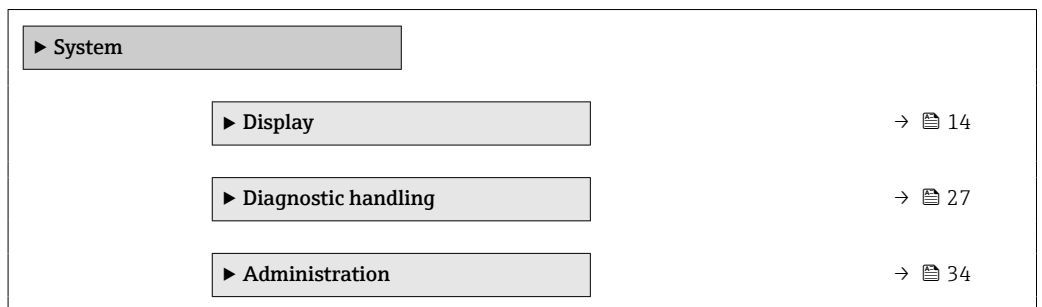 ▶ System
▶ Display → 14
▶ Diagnostic handling → 27
▶ Administration → 34